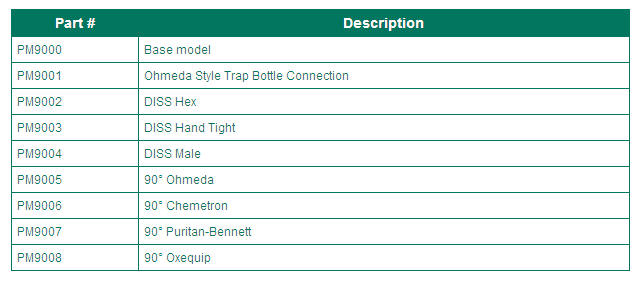 Part # Description
PM9000 Base model
PM9001 Ohmeda Style Trap Bottle Connection
PM9002 DISS Hex
PM9003 DISS Hand Tight
PM9004 DISS Male
PM9005 90° Ohmeda
PM9006 90° Chemetron
PM9007 90° Puritan-Bennett
PM9008 90° Oxequip